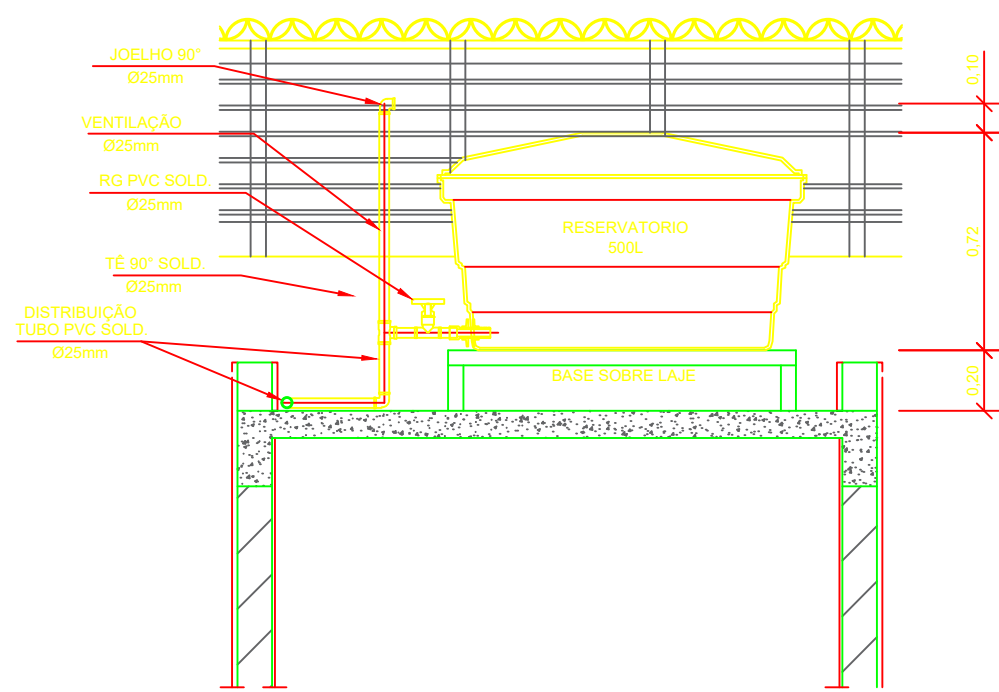 JOELHO 90°
Ø25mm
VENTILAÇÃO
Ø25mm
RG PVC SOLD.
Ø25mm
TÊ 90° SOLD.
Ø25mm
DISTRIBUIÇÃO
TUBO PVC SOLD.
Ø25mm
RESERVATORIO
500L
BASE SOBRE LAJE
0,10
0,72
0,20